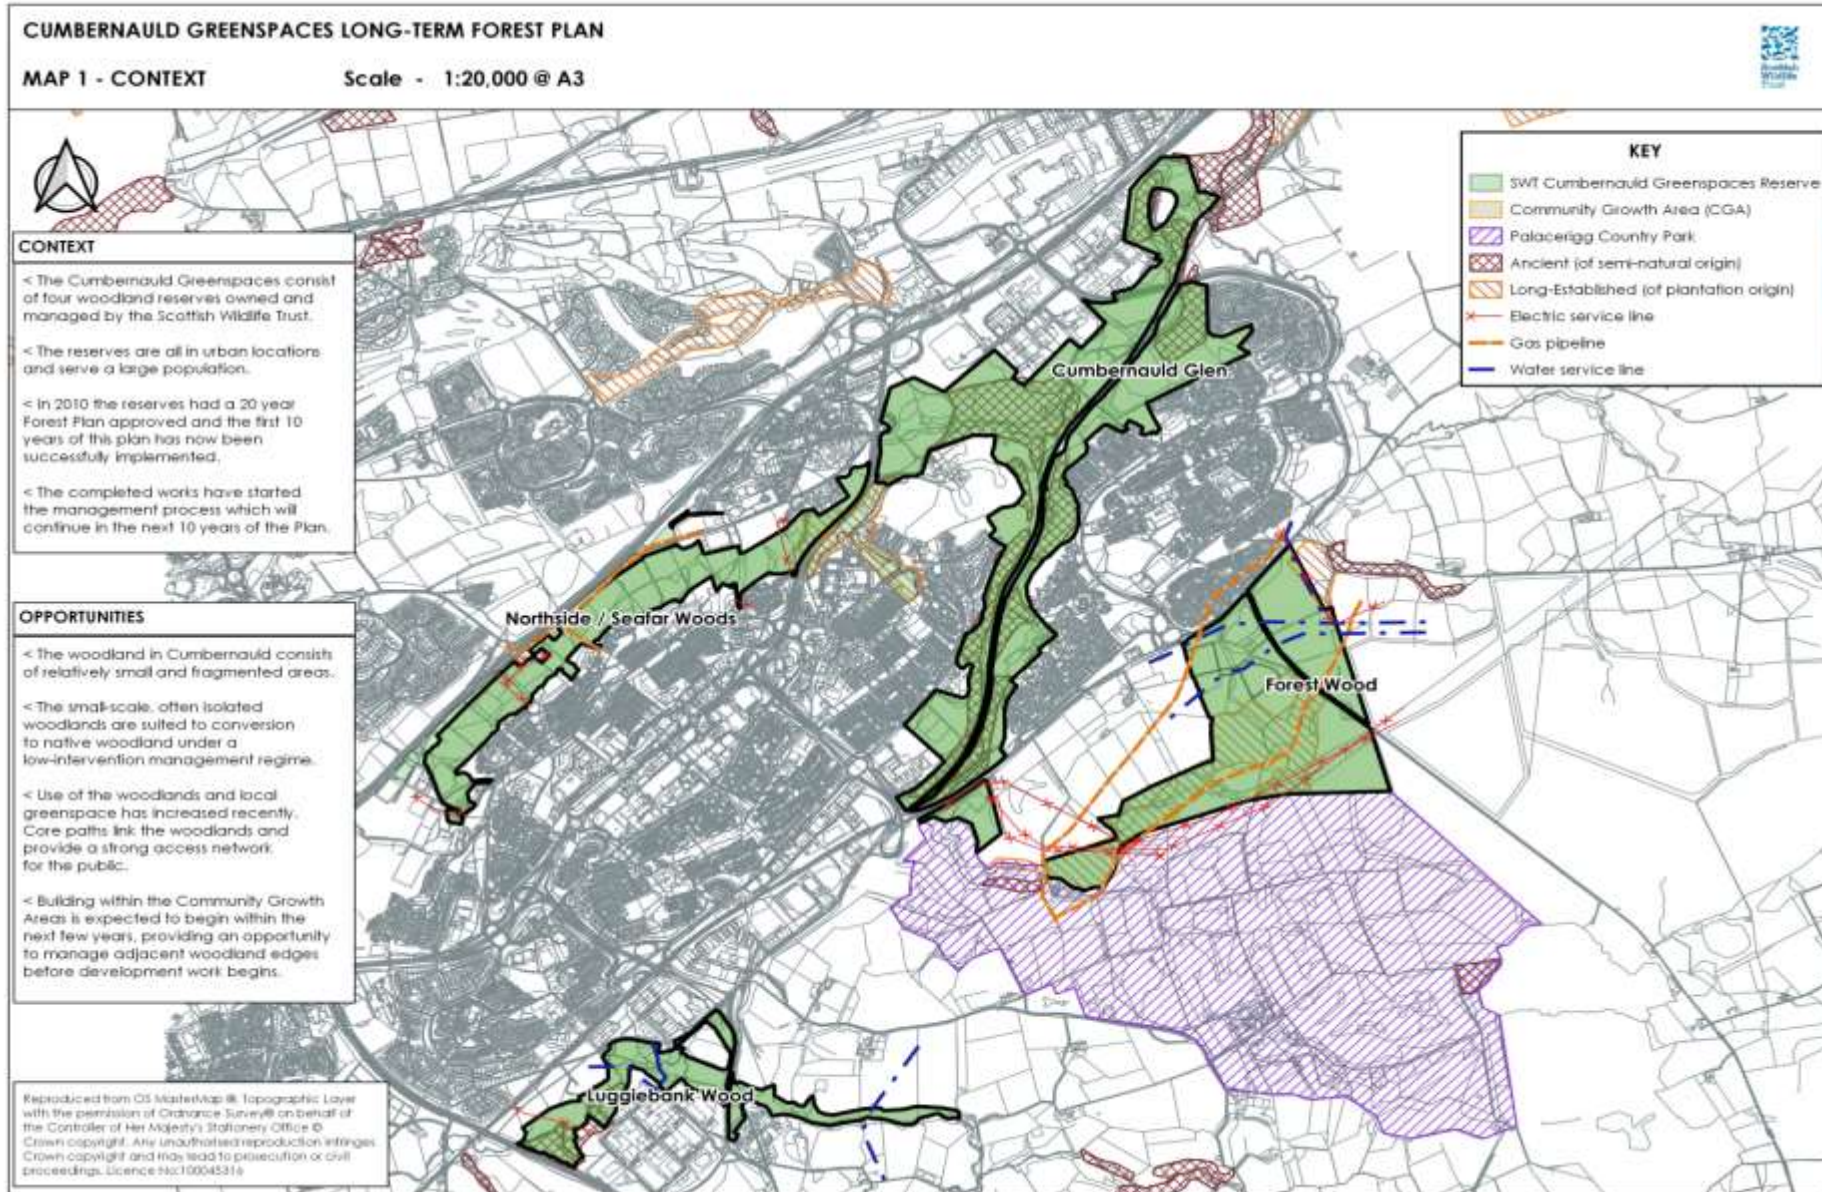 CUMBERNAULD GREENSPACES LONG-TERM FOREST PLAN
MAP 1 - CONTEXT Scale - 1:20,000 @ A3
Scottish
Wildlife
Trust
KEY
SWT Cumbernauld Greenspaces Reserve
Community Growth Area (CGA)
Palacerigg Country Park
Ancient (of semi-natural origin)
Long-Established (of plantation origin)
Electric service line
Gas pipeline
Water service line
CONTEXT
< The Cumbernauld Greenspaces consist
of four woodland reserves owned and
managed by the Scottish Wildlife Trust.
< The reserves are all in urban locations
and serve a large population.
< In 2010 the reserves had a 20 year
Forest Plan approved and the first 10
years of this plan has now been
successfully implemented.
< The completed works have started
the management process which will
continue in the next 10 years of the Plan.
OPPORTUNITIES
< The woodland in Cumbernauld consists
of relatively small and fragmented areas.
< The small-scale, often isolated
woodlands are suited to conversion
to native woodland under a
low-intervention management regime.
< Use of the woodlands and local
greenspace has increased recently.
Core paths link the woodlands and
provide a strong access network
for the public.
< Building within the Community Growth
Areas is expected to begin within the
next few years, providing an opportunity
to manage adjacent woodland edges
before development work begins.
Cumbernauld Glen
Northside / Seafar Woods
Forest Wood
Luggiebank Wood
Reproduced from OS MasterMap ® Topographic Layer
with the permission of Ordnance Survey® on behalf of
the Controller of Her Majesty's Stationery Office ©
Crown copyright. Any unauthorised reproduction infringes
Crown copyright and may lead to prosecution or civil
proceedings. Licence No:100045316